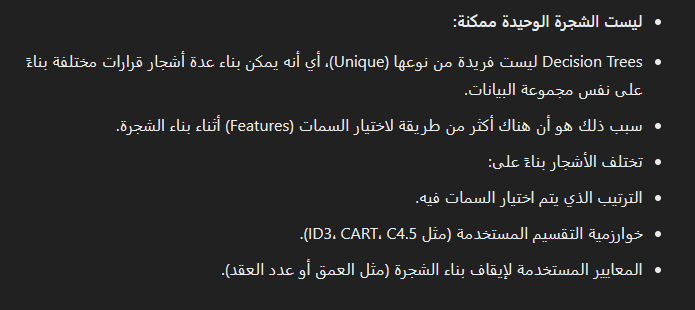 ليست الشجرة الوحيدة ممكنة:
Decision Trees ليست فريدة من نوعها (Unique)، أي أنه يمكن بناء عدة أشجار قرارات مختلفة بناءً
على نفس مجموعة البيانات.
سبب ذلك هو أن هناك أكثر من طريقة لاختيار السمات (Features) أثناء بناء الشجرة.
تختلف الأشجار بناءً على:
الترتيب الذي يتم اختيار السمات فيه.
خوارزمية التقسيم المستخدمة (مثل ID3، CART، C4.5).
المعايير المستخدمة لإيقاف بناء الشجرة (مثل العمق أو عدد العقد).